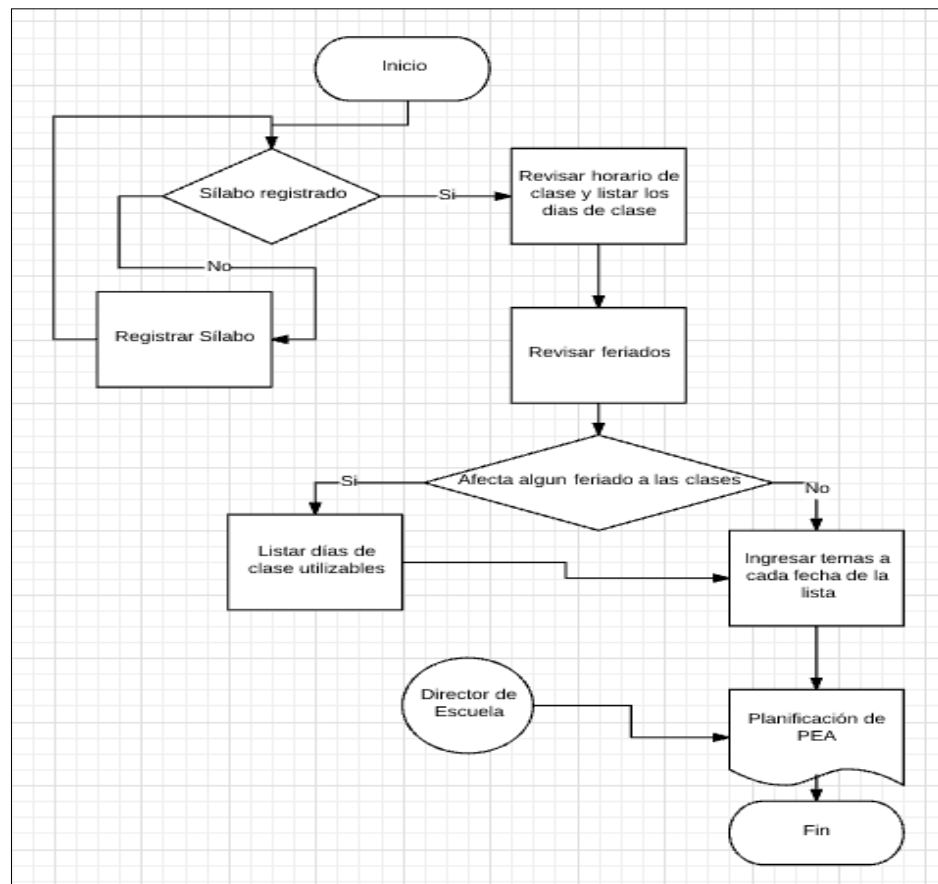 Inicio
Sílabo registrado
Si
Revisar horario de
clase y listar los
dias de clase
No
Registrar Sílabo
Revisar feriados
Afecta algun feriado a las clases
Si
No
Listar días de
clase utilizables
Ingresar temas a
cada fecha de la
lista
Director de
Escuela
Planificación de
PEA
Fin